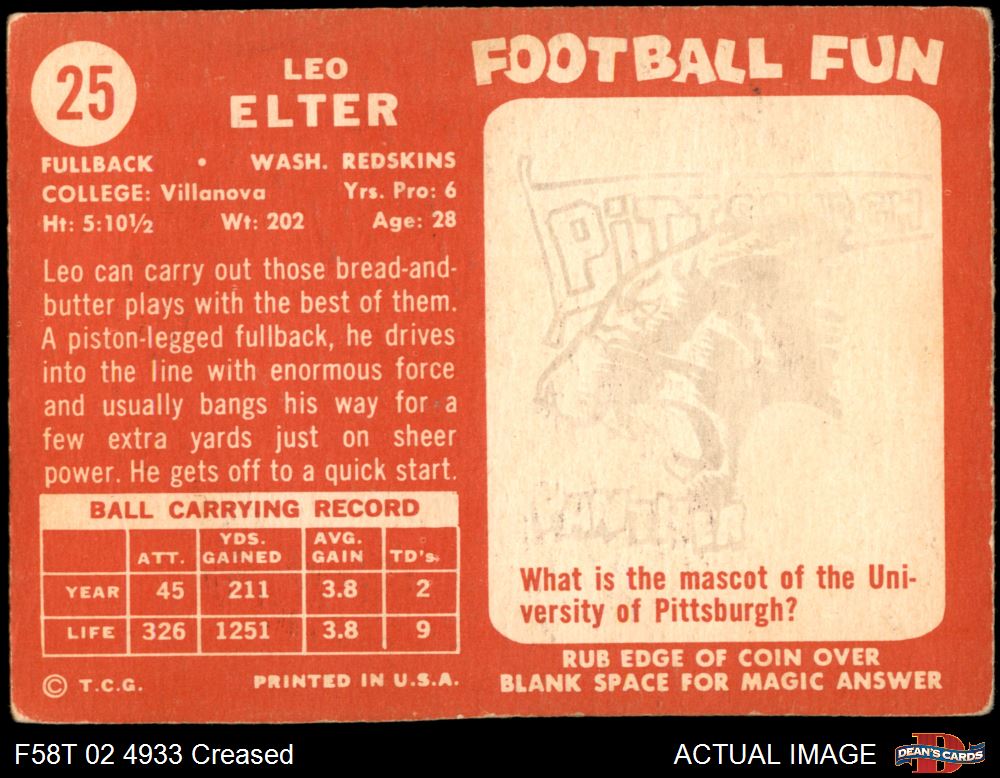 25
LEO
ELTER
FULLBACK • WASH. REDSKINS
COLLEGE: Villanova Yrs. Pro: 6
Ht: 5:10½ Wt: 202 Age: 28
Leo can carry out those bread-and-
butter plays with the best of them.
A piston-legged fullback, he drives
into the line with enormous force
and usually bangs his way for a
few extra yards just on sheer
power. He gets off to a quick start.
BALL CARRYING RECORD
ATT. YDS. GAINED AVG. GAIN TD's
YEAR 45 211 3.8 2
LIFE 326 1251 3.8 9
© T.C.G. PRINTED IN U.S.A.
FOOTBALL FUN
PITTSBURGH
PANTHER
What is the mascot of the Uni-
versity of Pittsburgh?
RUB EDGE OF COIN OVER
BLANK SPACE FOR MAGIC ANSWER
F58T 02 4933 Creased
ACTUAL IMAGE
DEAN'S CARDS